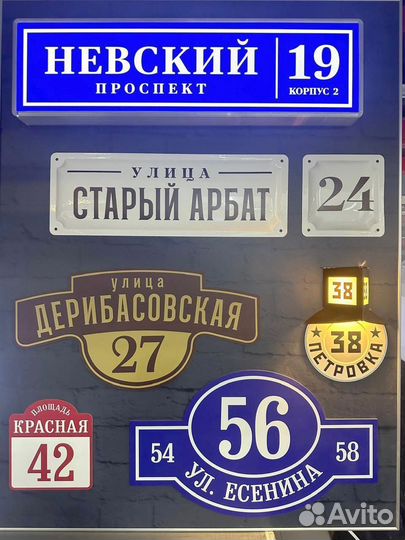 НЕВСКИЙ
ПРОСПЕКТ
19
КОРПУС 2
УЛИЦА
СТАРЫЙ АРБАТ
24
улица
ДЕРИБАСОВСКАЯ
27
38
38
ПЕТРОВКА
ПЛОЩАДЬ
КРАСНАЯ
42
56
54
58
УЛ. ЕСЕНИНА
Avito